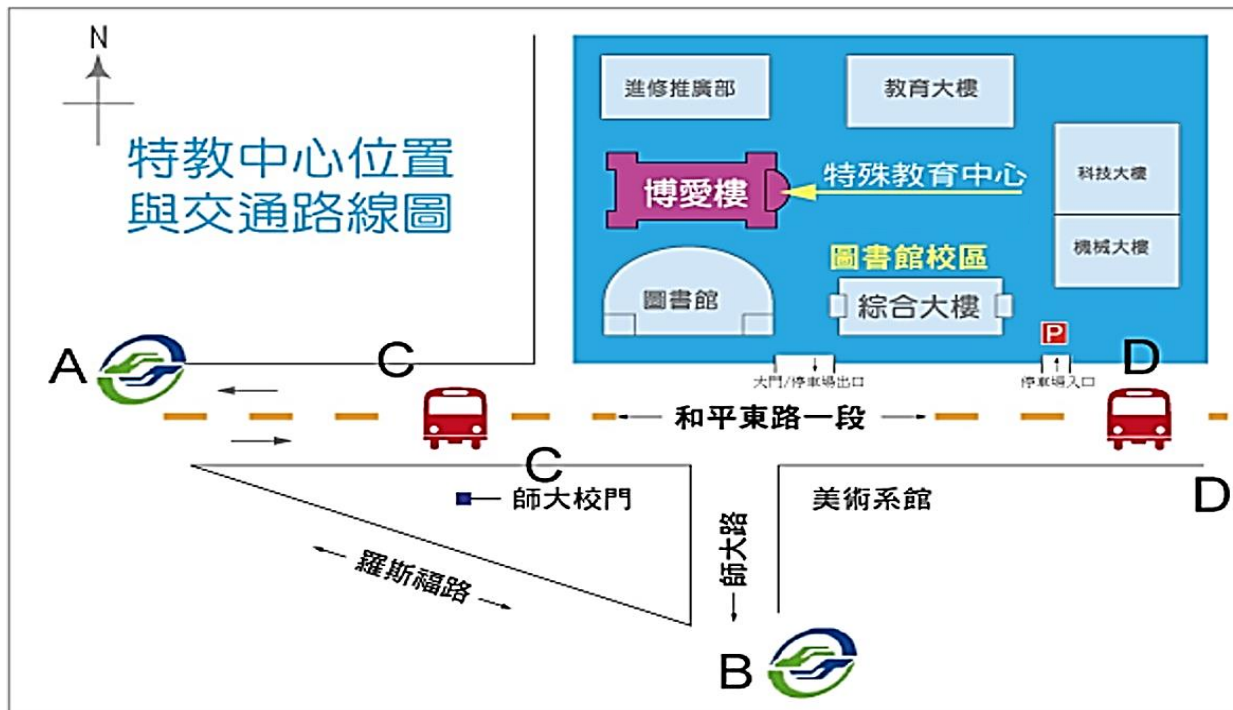 N
特教中心位置
與交通路線圖
進修推廣部
教育大樓
博愛樓
特殊教育中心
科技大樓
機械大樓
圖書館校區
圖書館
綜合大樓
P
A
C
D
大門/停車場出口
停車場入口
和平東路一段
C
D
師大校門
美術系館
師大路
羅斯福路
B